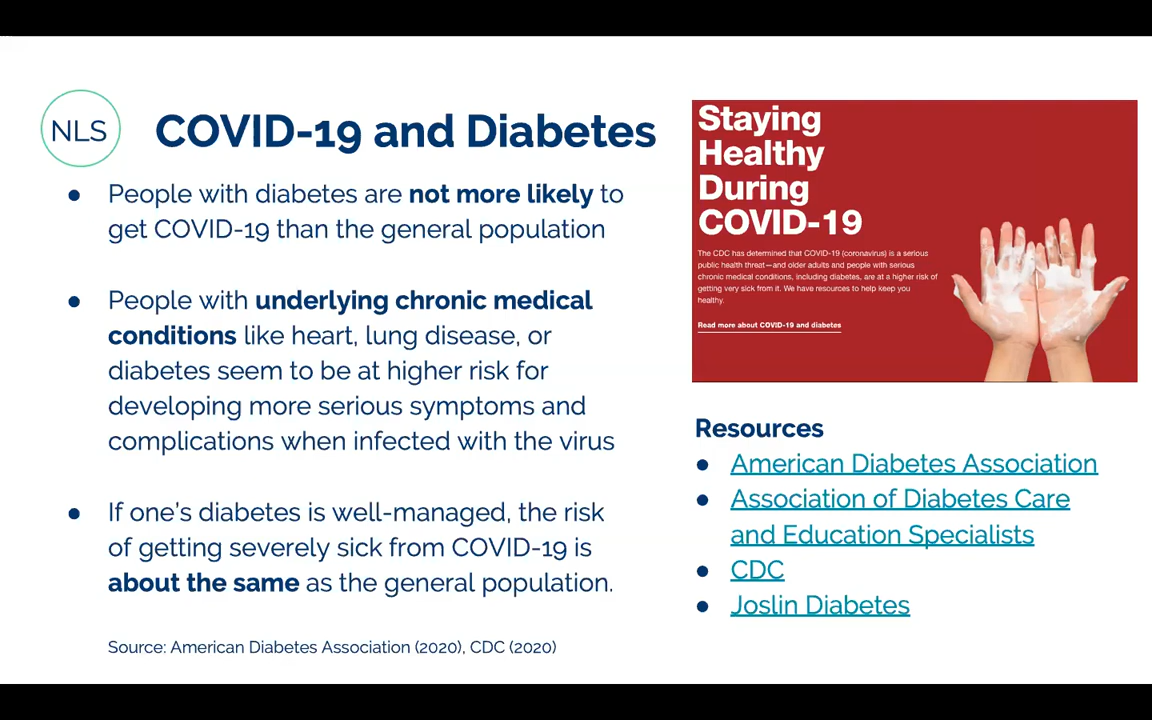 NLS
COVID-19 and Diabetes
● People with diabetes are not more likely to
get COVID-19 than the general population
● People with underlying chronic medical
conditions like heart, lung disease, or
diabetes seem to be at higher risk for
developing more serious symptoms and
complications when infected with the virus
● If one's diabetes is well-managed, the risk
of getting severely sick from COVID-19 is
about the same as the general population.
Source: American Diabetes Association (2020), CDC (2020)
Staying
Healthy
During
COVID-19
The CDC has determined that COVID-19 (coronavirus) is a serious
public health threat—and older adults and people with serious
chronic medical conditions, including diabetes, are at a higher risk of
getting very sick from it. We have resources to help keep you
healthy.
Read more about COVID-19 and diabetes
Resources
● American Diabetes Association
● Association of Diabetes Care
and Education Specialists
● CDC
● Joslin Diabetes